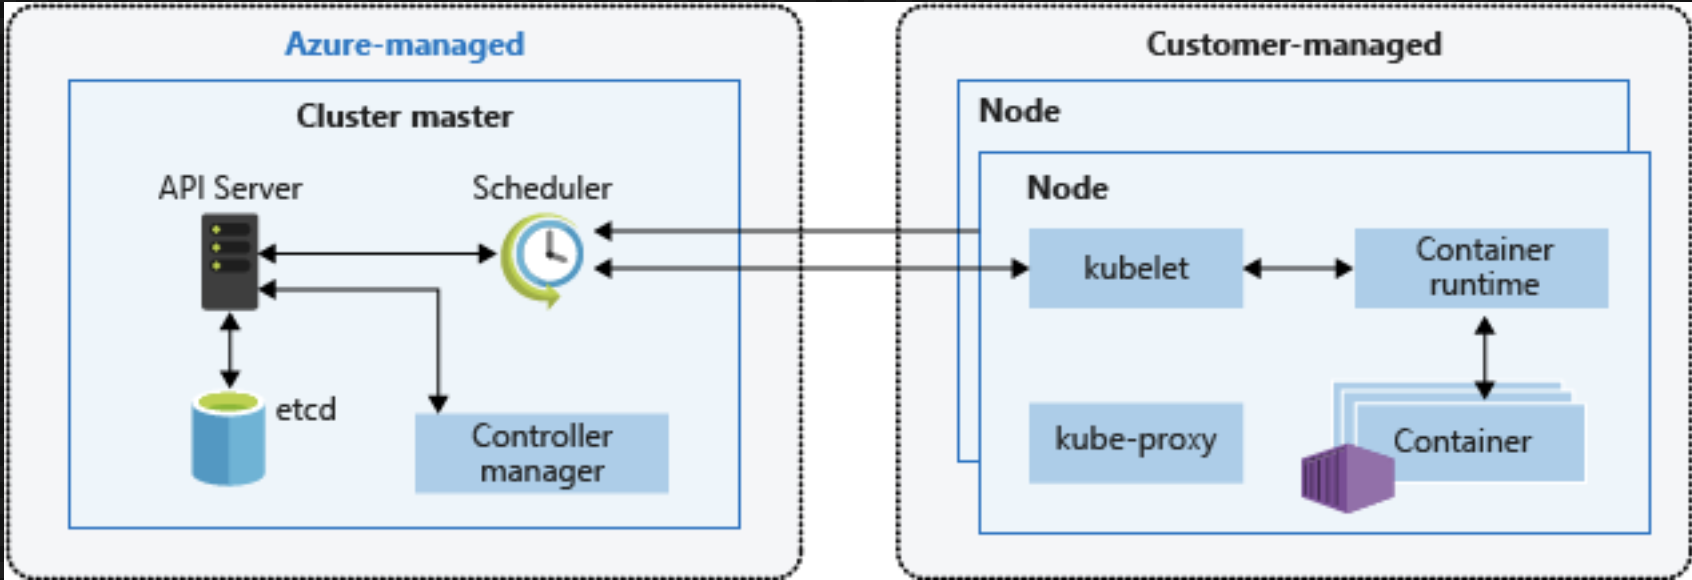 Azure-managed
Cluster master
API Server
Scheduler
etcd
Controller
manager
Customer-managed
Node
Node
kubelet
Container
runtime
kube-proxy
Container